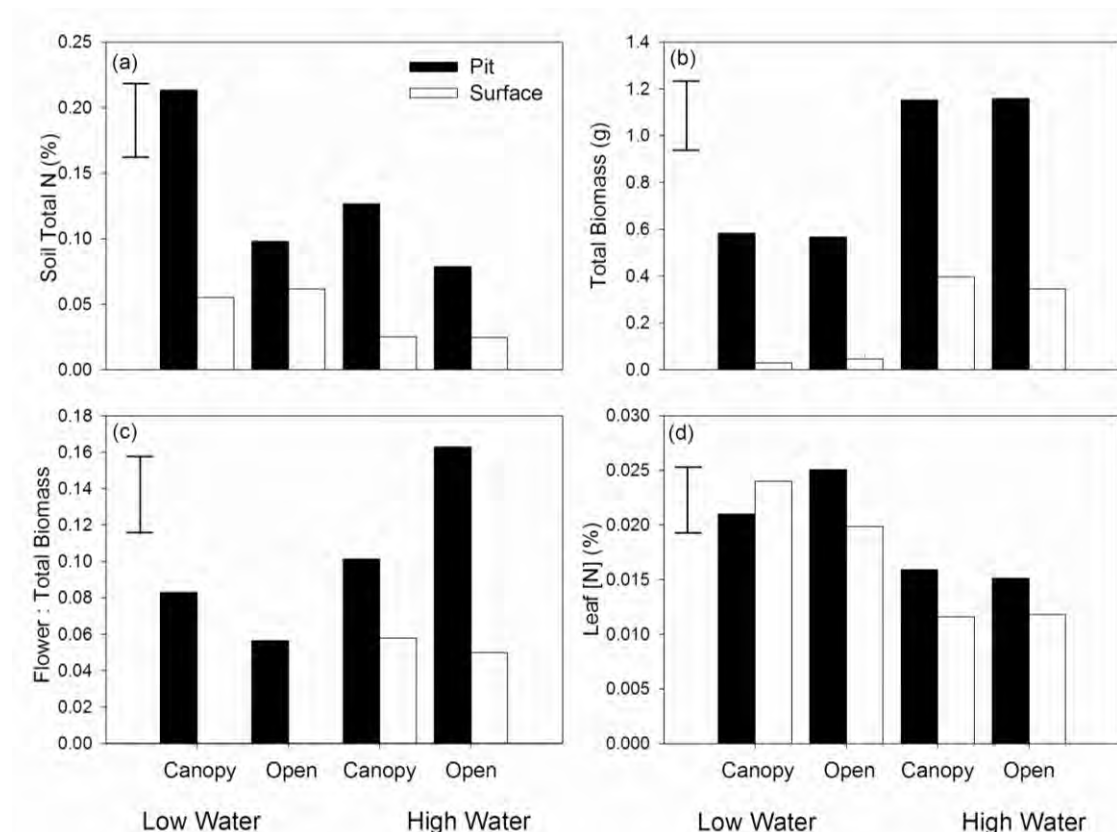 (a)
Pit
Surface
Soil Total N (%)
0.25
0.20
0.15
0.10
0.05
0.00
(b)
Total Biomass (g)
1.4
1.2
1.0
0.8
0.6
0.4
0.2
0.0
(c)
Flower : Total Biomass
0.18
0.16
0.14
0.12
0.10
0.08
0.06
0.04
0.02
0.00
Canopy Open Canopy Open
Low Water High Water
(d)
Leaf [N] (%)
0.030
0.025
0.020
0.015
0.010
0.005
0.000
Canopy Open Canopy Open
Low Water High Water